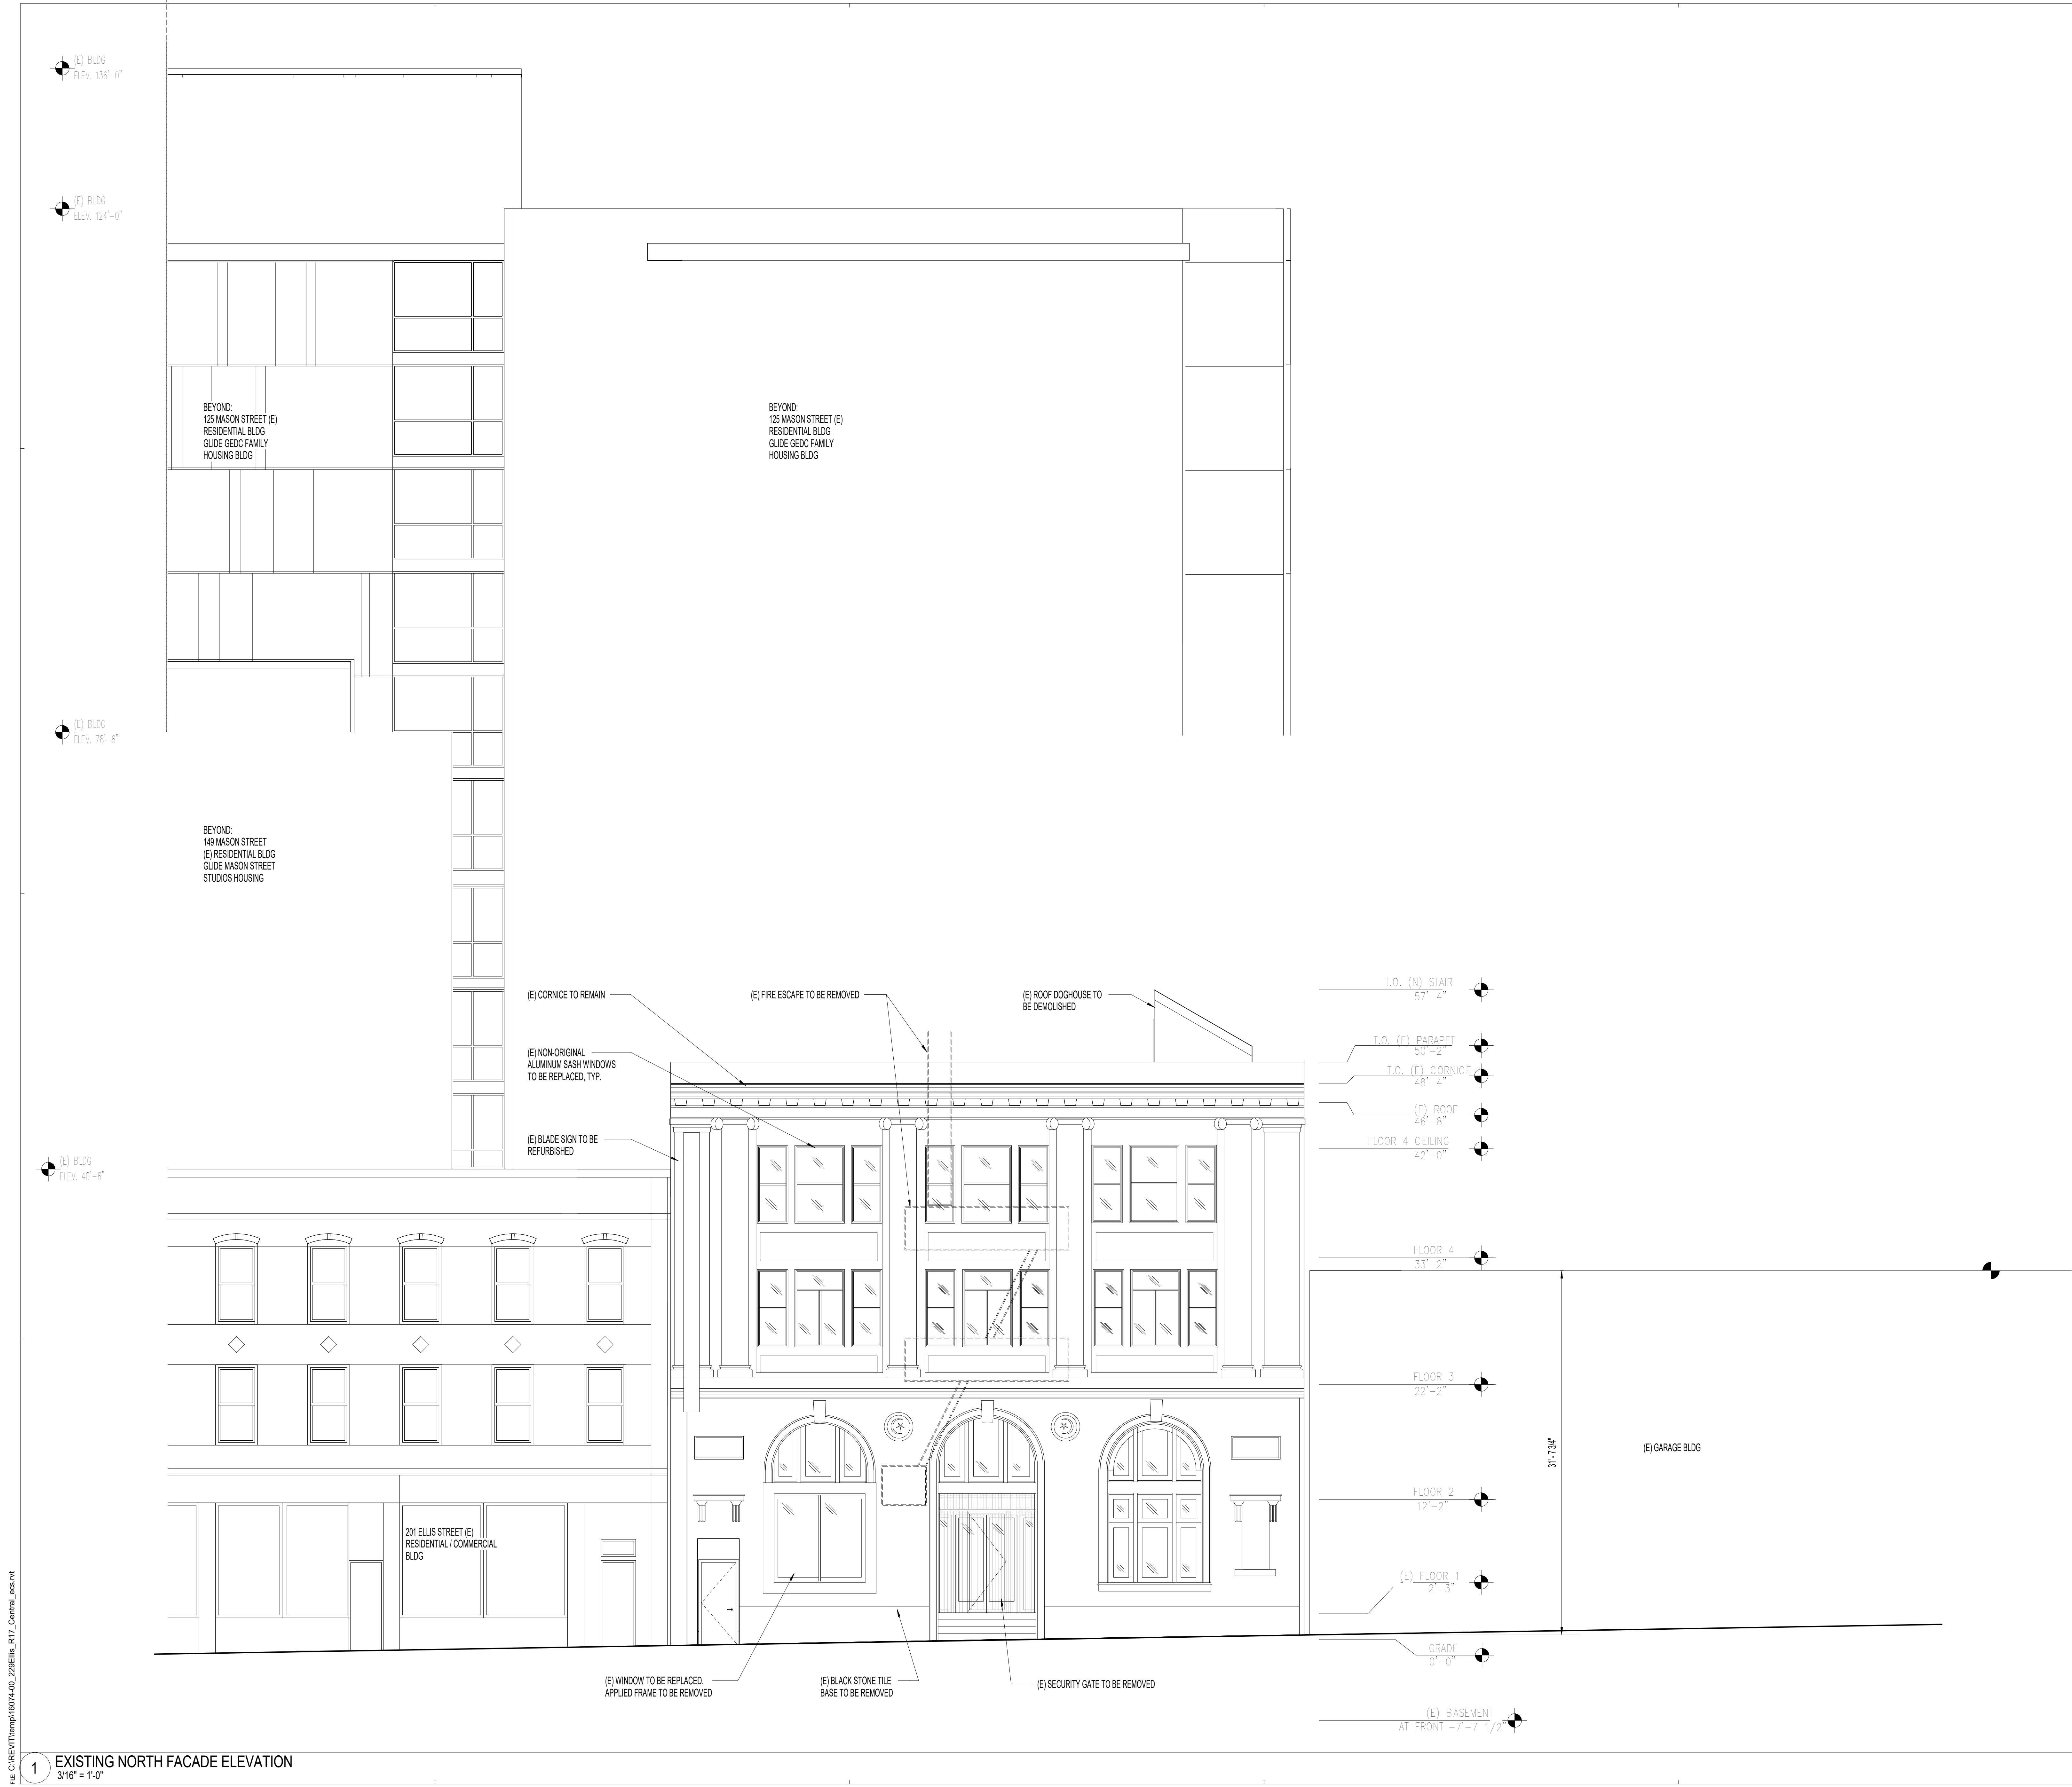 (E) BLDG
ELEV. 136'-0"
(E) BLDG
ELEV. 124'-0"
BEYOND:
125 MASON STREET (E)
RESIDENTIAL BLDG
GLIDE GEDC FAMILY
HOUSING BLDG
BEYOND:
125 MASON STREET (E)
RESIDENTIAL BLDG
GLIDE GEDC FAMILY
HOUSING BLDG
(E) BLDG
ELEV. 78'-6"
BEYOND:
149 MASON STREET
(E) RESIDENTIAL BLDG
GLIDE MASON STREET
STUDIOS HOUSING
(E) CORNICE TO REMAIN
(E) FIRE ESCAPE TO BE REMOVED
(E) ROOF DOGHOUSE TO
BE DEMOLISHED
(E) NON-ORIGINAL
ALUMINUM SASH WINDOWS
TO BE REPLACED, TYP.
(E) BLADE SIGN TO BE
REFURBISHED
(E) BLDG
ELEV. 40'-6"
T.O. (N) STAIR
57'-4"
T.O. (E) PARAPET
50'-2"
T.O. (E) CORNICE
48'-4"
(E) ROOF
46'-8"
FLOOR 4 CEILING
42'-0"
FLOOR 4
33'-2"
FLOOR 3
22'-2"
31'- 7 3/4"
(E) GARAGE BLDG
FLOOR 2
12'-2"
201 ELLIS STREET (E)
RESIDENTIAL / COMMERCIAL
BLDG
(E) FLOOR 1
2'-3"
GRADE
0'-0"
(E) WINDOW TO BE REPLACED.
APPLIED FRAME TO BE REMOVED
(E) BLACK STONE TILE
BASE TO BE REMOVED
(E) SECURITY GATE TO BE REMOVED
(E) BASEMENT
AT FRONT -7'-7 1/2"
1
EXISTING NORTH FACADE ELEVATION
3/16" = 1'-0"
FILE: C:\REVIT\temp\16074-00_229Ellis_R17_Central_ecs.rvt